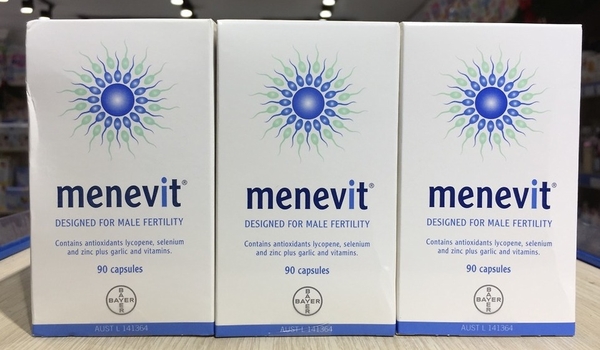 menevit®
DESIGNED FOR MALE FERTILITY
Contains antioxidants lycopene, selenium
and zinc plus garlic and vitamins.
90 capsules
BAYER
BAYER
AUST L 141364
menevit®
DESIGNED FOR MALE FERTILITY
Contains antioxidants lycopene, selenium
and zinc plus garlic and vitamins.
90 capsules
BAYER
BAYER
AUST L 141364
menevit®
DESIGNED FOR MALE FERTILITY
Contains antioxidants lycopene, selenium
and zinc plus garlic and vitamins.
90 capsules
BAYER
BAYER
AUST L 141364